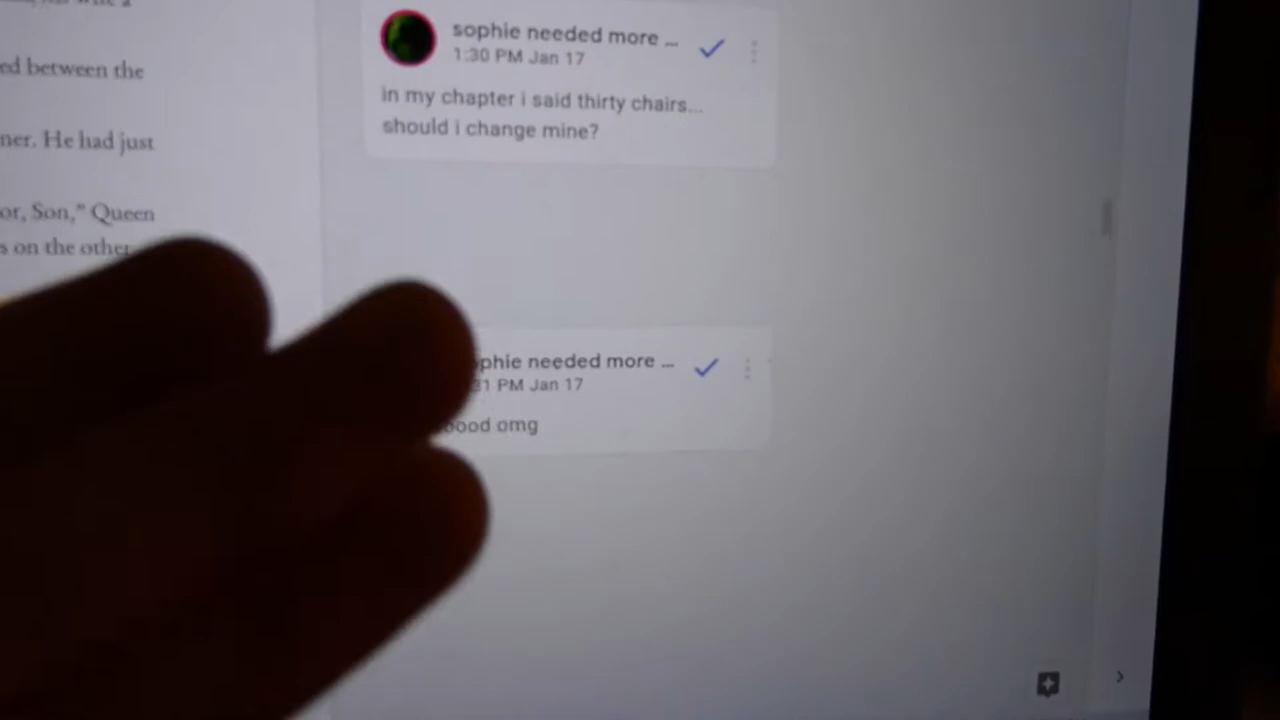 ed between the
ner. He had just
or, Son," Queen
s on the other
sophie needed more ...
1:30 PM Jan 17
in my chapter i said thirty chairs...
should i change mine?
phie needed more ...
31 PM Jan 17
ood omg